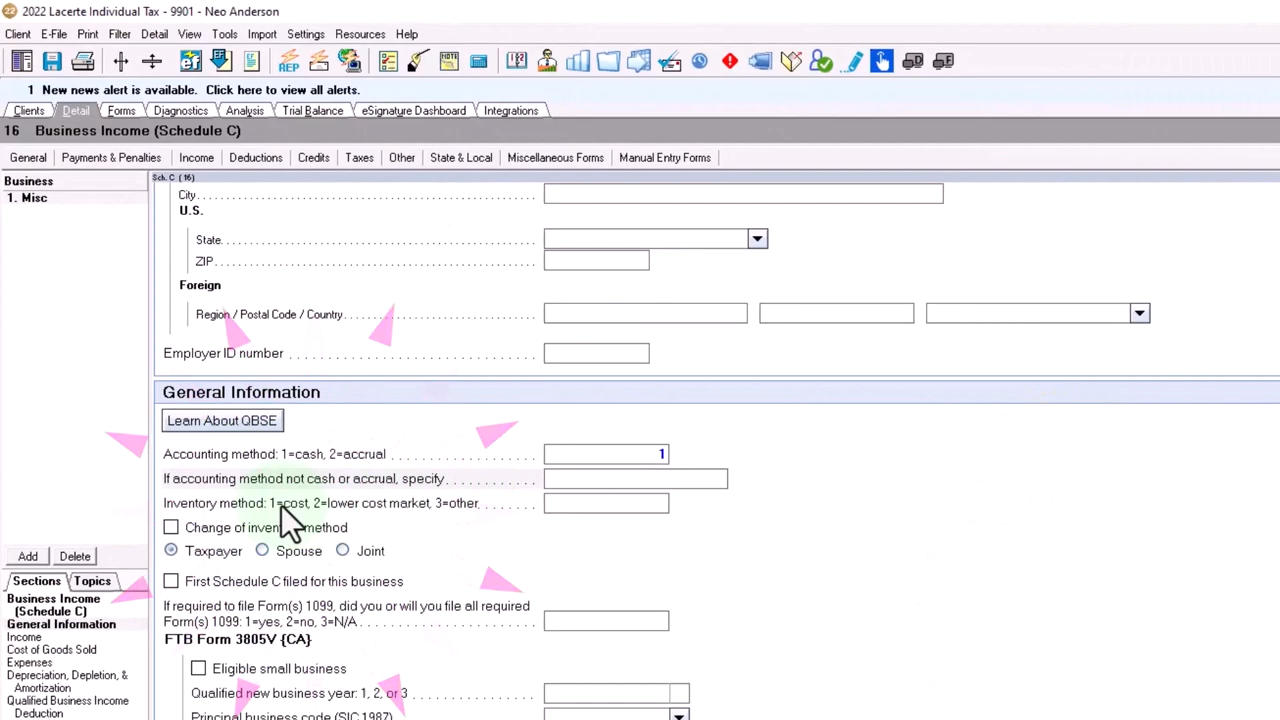 22 2022 Lacerte Individual Tax - 9901 - Neo Anderson
Client E-File Print Filter Detail View Tools Import Settings Resources Help
1 New news alert is available. Click here to view all alerts.
Clients Detail Forms Diagnostics Analysis Trial Balance eSignature Dashboard Integrations
16 Business Income (Schedule C)
General Payments & Penalties Income Deductions Credits Taxes Other State & Local Miscellaneous Forms Manual Entry Forms
Business
1. Misc
Sch. C (16)
City
U.S.
State
ZIP
Foreign
Region / Postal Code / Country
Employer ID number
General Information
Learn About QBSE
Accounting method: 1=cash, 2=accrual 1
If accounting method not cash or accrual, specify
Inventory method: 1=cost, 2=lower cost market, 3=other
Change of method
Taxpayer Spouse Joint
First Schedule C filed for this business
If required to file Form(s) 1099, did you or will you file all required
Form(s) 1099: 1=yes, 2=no, 3=N/A
FTB Form 3805V {CA}
Eligible small business
Qualified new business year: 1, 2, or 3
Principal business code (SIC 1987)
Add Delete
Sections Topics
Business Income
(Schedule C)
General Information
Income
Cost of Goods Sold
Expenses
Depreciation, Depletion, &
Amortization
Qualified Business Income
Deduction